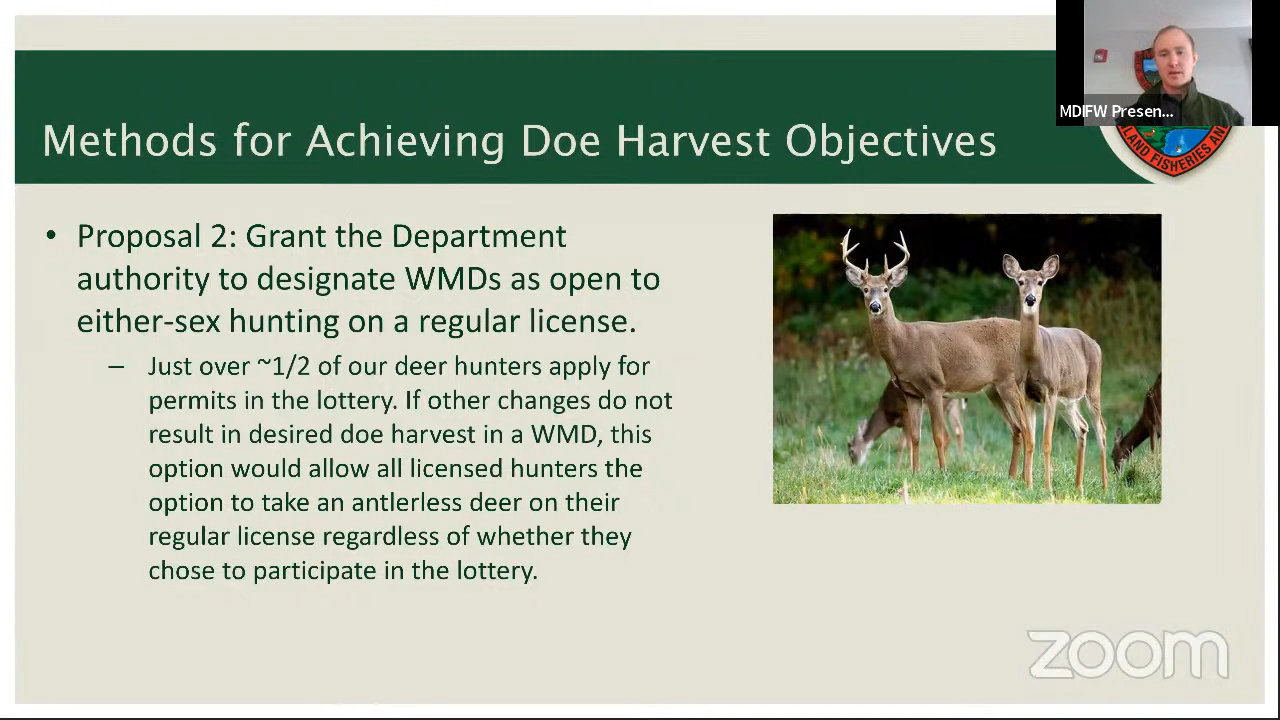 MDIFW Presen...
Methods for Achieving Doe Harvest Objectives
LAND FISHERIES AN
• Proposal 2: Grant the Department
authority to designate WMDs as open to
either-sex hunting on a regular license.
– Just over ~1/2 of our deer hunters apply for
permits in the lottery. If other changes do not
result in desired doe harvest in a WMD, this
option would allow all licensed hunters the
option to take an antlerless deer on their
regular license regardless of whether they
chose to participate in the lottery.
zoom